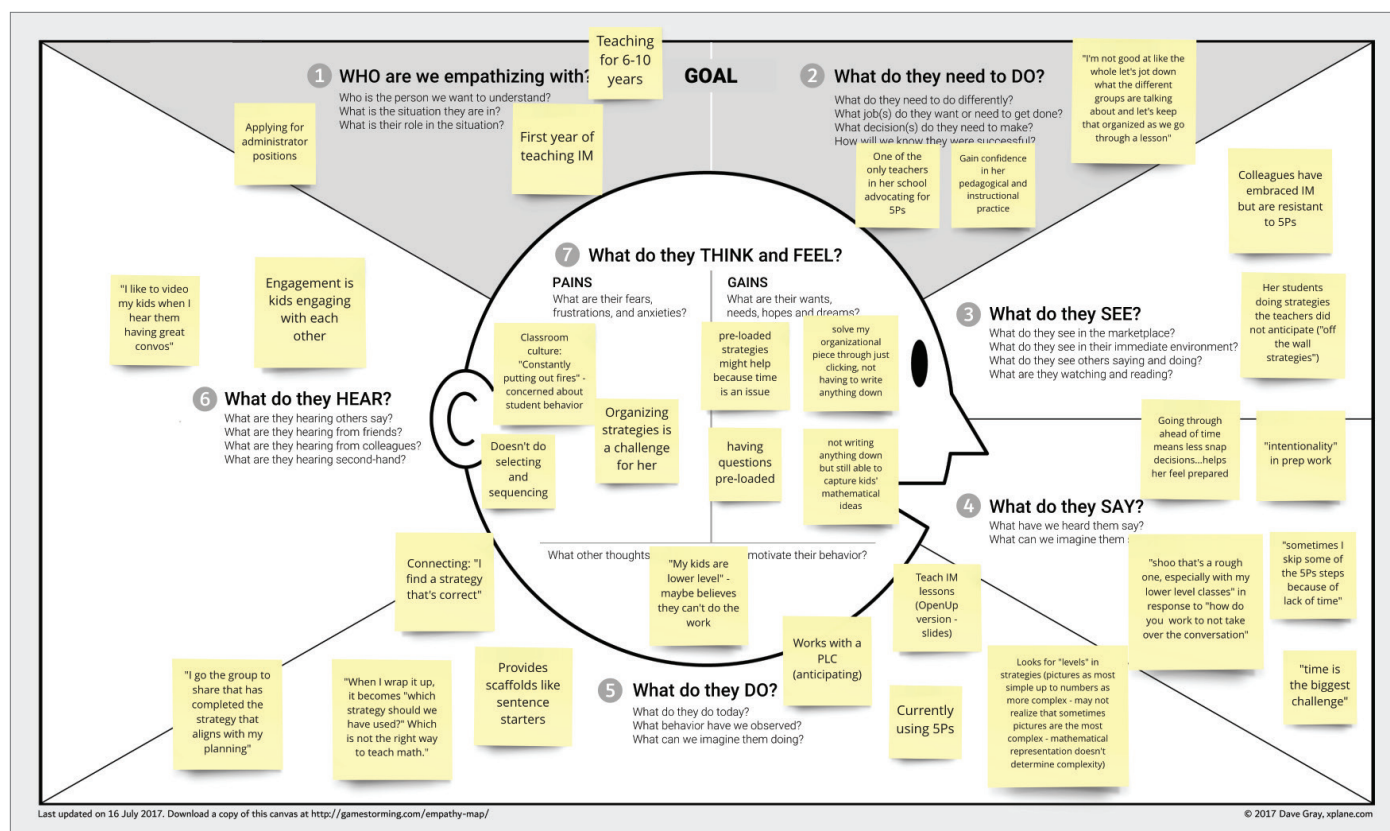 Teaching
for 6-10
years
1 WHO are we empathizing with?
Who is the person we want to understand?
What is the situation they are in?
What is their role in the situation?
Applying for
administrator
positions
First year of
teaching IM
GOAL
2 What do they need to DO?
What do they need to do differently?
What job(s) do they want or need to get done?
What decision(s) do they need to make?
How will we know they were successful?
"I'm not good at like the
whole let's jot down
what the different
groups are talking
about and let's keep
that organized as we go
through a lesson"
One of the
only teachers
in her school
advocating for
5Ps
Gain confidence
in her
pedagogical and
instructional
practice
Colleagues have
embraced IM
but are resistant
to 5Ps
3 What do they SEE?
What do they see in the marketplace?
What do they see in their immediate environment?
What do they see others saying and doing?
What are they watching and reading?
Her students
doing strategies
the teachers did
not anticipate ("off
the wall
strategies")
7 What do they THINK and FEEL?
PAINS
What are their fears,
frustrations, and anxieties?
GAINS
What are their wants,
needs, hopes and dreams?
Classroom
culture:
"Constantly
putting out fires" -
concerned about
student behavior
Organizing
strategies is
a challenge
for her
Doesn't do
selecting
and
sequencing
pre-loaded
strategies
might help
because time
is an issue
solve my
organizational
piece through just
clicking, not
having to write
anything down
having
questions
pre-loaded
not writing
anything down
but still able to
capture kids'
mathematical
ideas
What other thoughts
motivate their behavior?
"My kids are
lower level" -
maybe believes
they can't do the
work
"I like to video
my kids when I
hear them
having great
convos"
Engagement is
kids engaging
with each
other
6 What do they HEAR?
What are they hearing others say?
What are they hearing from friends?
What are they hearing from colleagues?
What are they hearing second-hand?
Going through
ahead of time
means less snap
decisions...helps
her feel prepared
"intentionality"
in prep work
4 What do they SAY?
What have we heard them say?
What can we imagine them
"shoo that's a rough
one, especially with my
lower level classes" in
response to "how do
you work to not take
over the conversation"
"sometimes I
skip some of
the 5Ps steps
because of
lack of time"
"time is
the biggest
challenge"
Connecting: "I
find a strategy
that's correct"
"I go the group to
share that has
completed the
strategy that
aligns with my
planning"
"When I wrap it up,
it becomes "which
strategy should we
have used?" Which
is not the right way
to teach math."
Provides
scaffolds like
sentence
starters
5 What do they DO?
What do they do today?
What behavior have we observed?
What can we imagine them doing?
Works with a
PLC
(anticipating)
Teach IM
lessons
(OpenUp
version -
slides)
Currently
using 5Ps
Looks for "levels" in
strategies (pictures as most
simple up to numbers as
more complex - may not
realize that sometimes
pictures are the most
complex - mathematical
representation doesn't
determine complexity)
Last updated on 16 July 2017. Download a copy of this canvas at http://gamestorming.com/empathy-map/
© 2017 Dave Gray, xplane.com